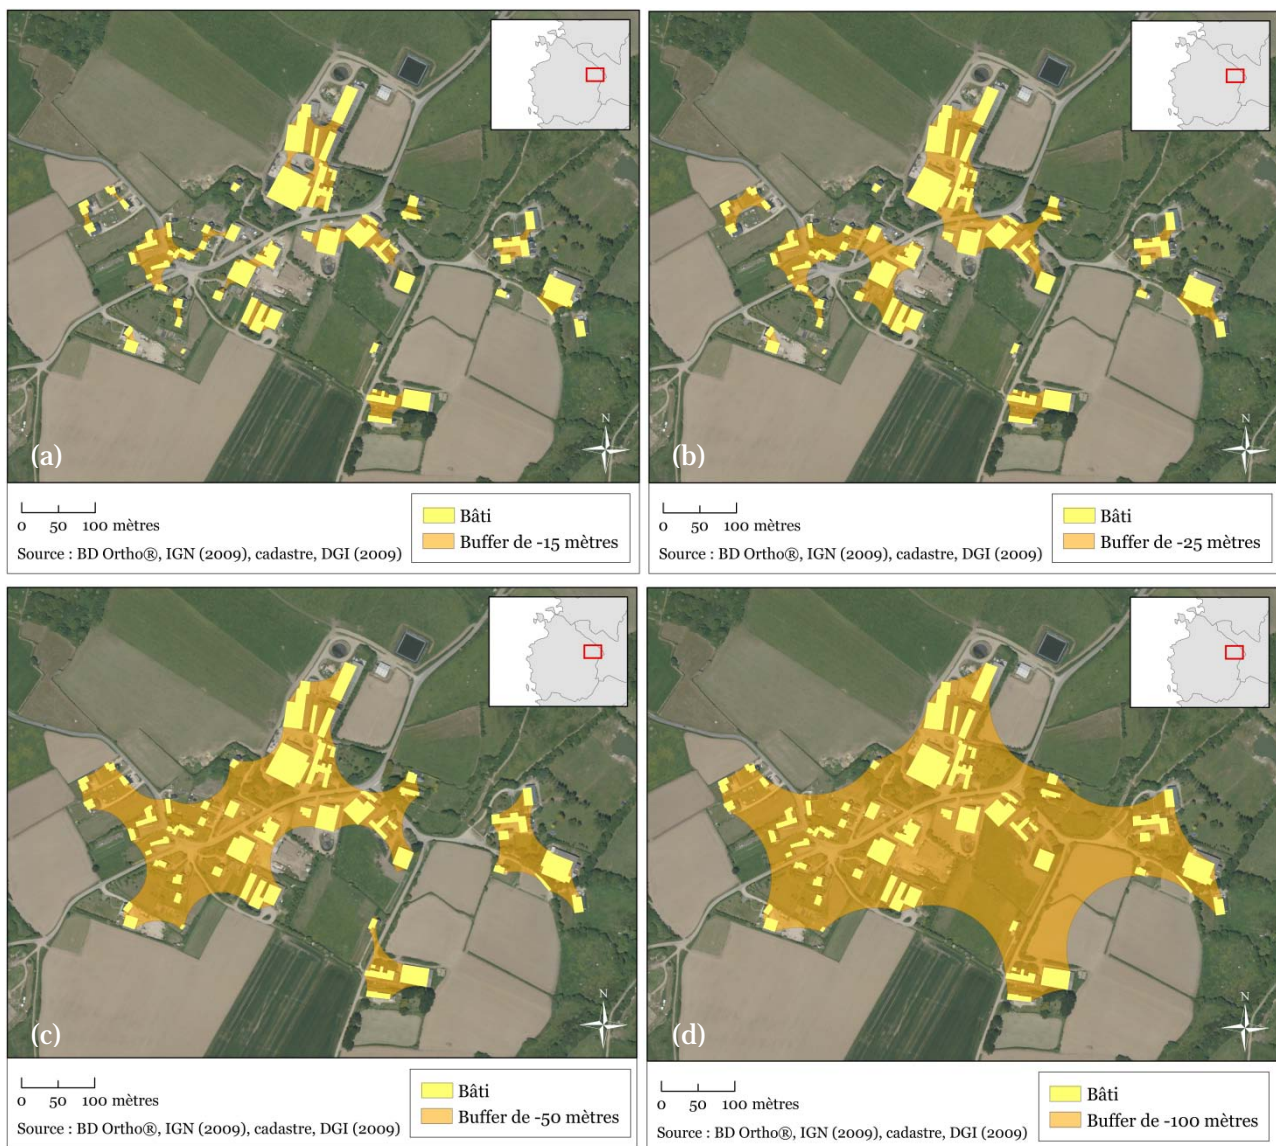 N
(a)
0 50 100 mètres
Source : BD Ortho®, IGN (2009), cadastre, DGI (2009)
Bâti
Buffer de -15 mètres
N
(b)
0 50 100 mètres
Source : BD Ortho®, IGN (2009), cadastre, DGI (2009)
Bâti
Buffer de -25 mètres
N
(c)
0 50 100 mètres
Source : BD Ortho®, IGN (2009), cadastre, DGI (2009)
Bâti
Buffer de -50 mètres
N
(d)
0 50 100 mètres
Source : BD Ortho®, IGN (2009), cadastre, DGI (2009)
Bâti
Buffer de -100 mètres